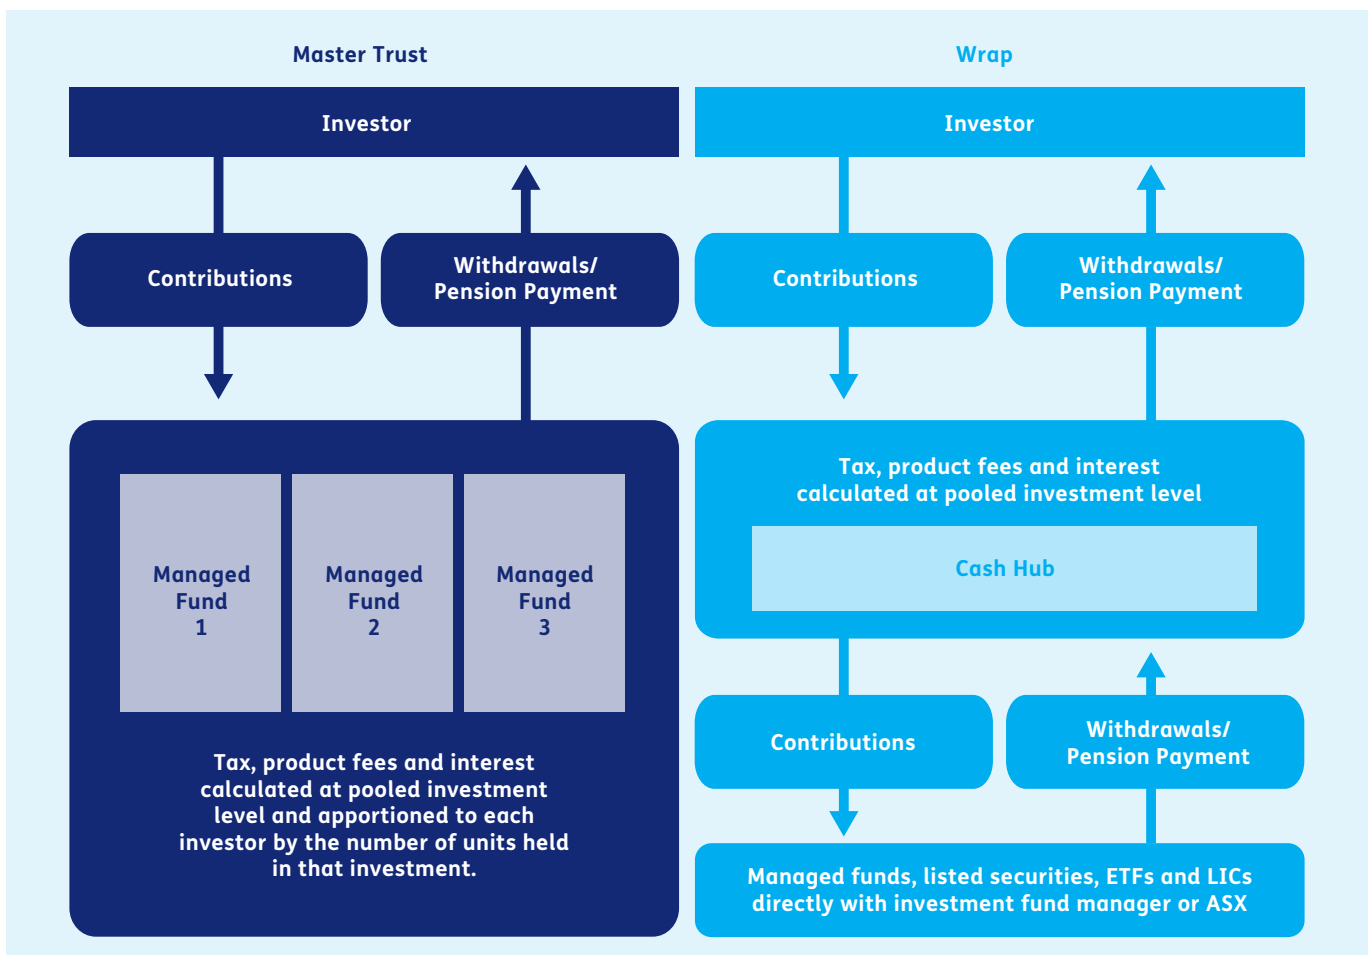 Master Trust
Investor
Contributions
Withdrawals/
Pension Payment
Managed
Fund
1
Managed
Fund
2
Managed
Fund
3
Tax, product fees and interest
calculated at pooled investment
level and apportioned to each
investor by the number of units held
in that investment.
Wrap
Investor
Contributions
Withdrawals/
Pension Payment
Tax, product fees and interest
calculated at pooled investment level
Cash Hub
Contributions
Withdrawals/
Pension Payment
Managed funds, listed securities, ETFs and LICs
directly with investment fund manager or ASX